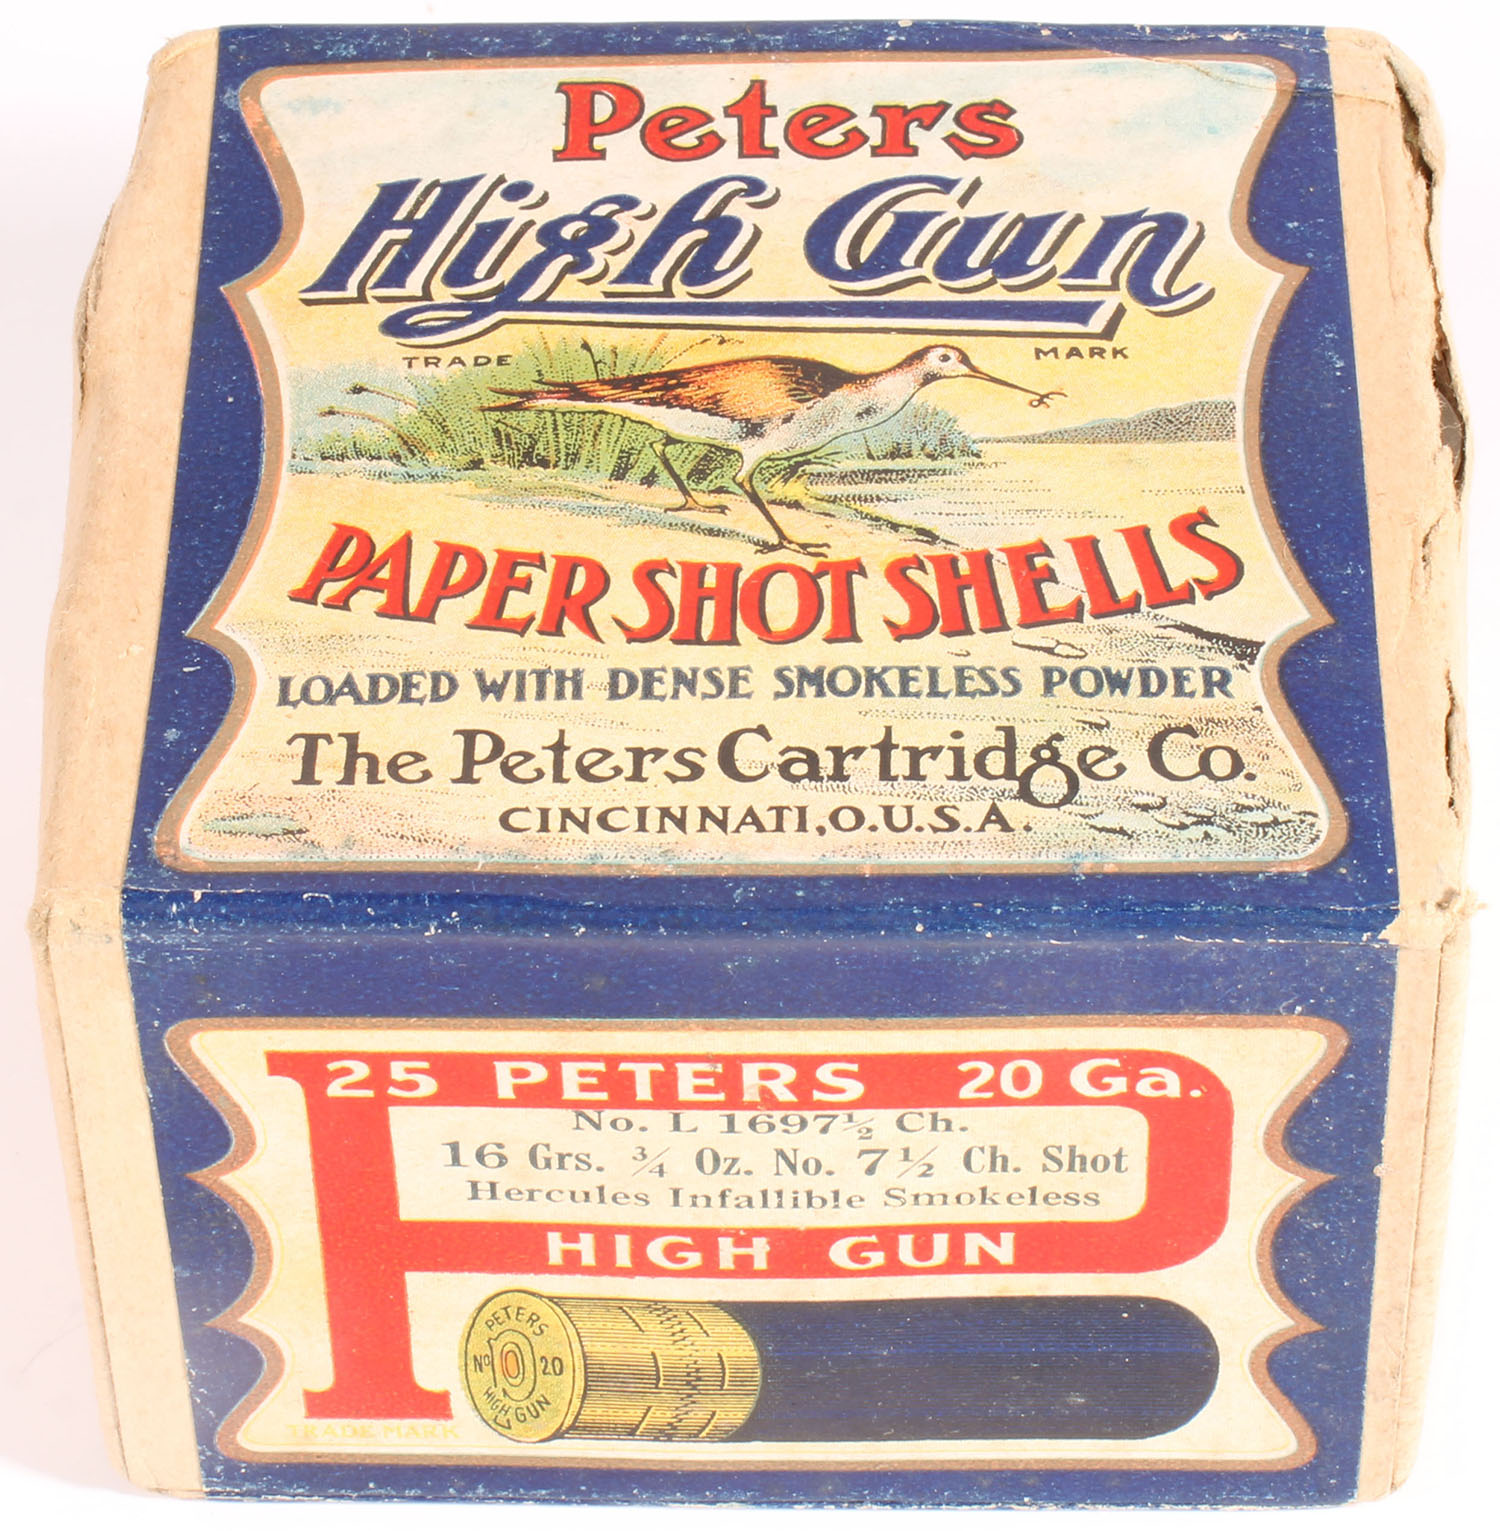 Peters
High Gun
TRADE MARK
PAPER SHOT SHELLS
LOADED WITH DENSE SMOKELESS POWDER
The Peters Cartridge Co.
CINCINNATI, O. U.S.A.
25 PETERS 20 Ga.
No. L 1697½ Ch.
16 Grs. ¾ Oz. No. 7½ Ch. Shot
Hercules Infallible Smokeless
HIGH GUN
PETERS
No 20
HIGH GUN
TRADE MARK